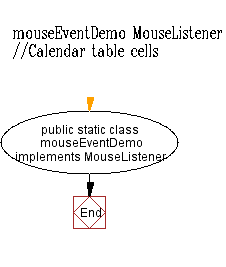 mouseEventDemo MouseListener
//Calendar table cells
public static class
mouseEventDemo
implements MouseListener
End